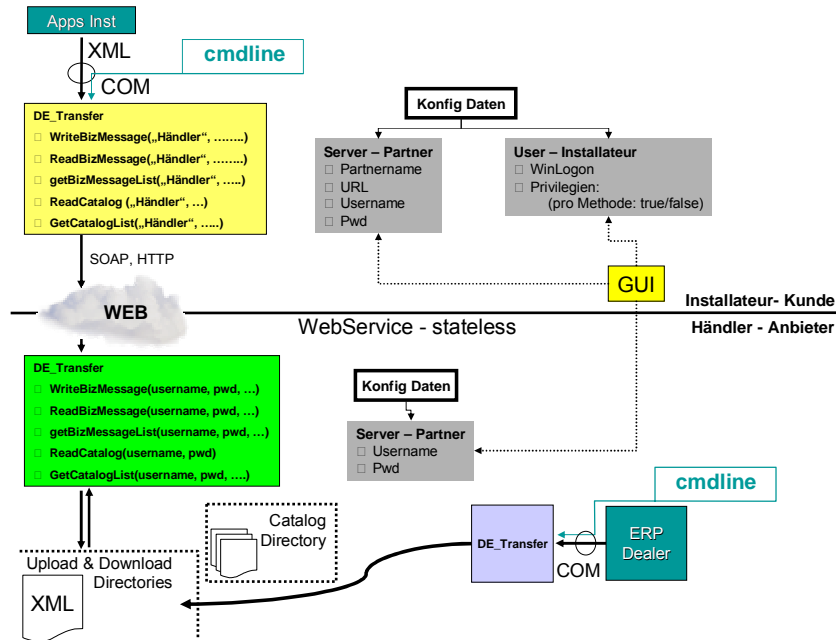 Apps Inst
XML
cmdline
COM
DE_Transfer
WriteBizMessage(„Händler“, ……..)
ReadBizMessage(„Händler“, ……..)
getBizMessageList(„Händler“, …..)
ReadCatalog („Händler“, …)
GetCatalogList(„Händler“, …..)
Konfig Daten
Server – Partner
Partnername
URL
Username
Pwd
User – Installateur
WinLogon
Privilegien:
(pro Methode: true/false)
SOAP, HTTP
GUI
WEB
Installateur- Kunde
WebService - stateless
Händler - Anbieter
DE_Transfer
WriteBizMessage(username, pwd, …)
ReadBizMessage(username, pwd, …)
getBizMessageList(username, pwd, …)
ReadCatalog(username, pwd)
GetCatalogList(username, pwd, ….)
Konfig Daten
Server – Partner
Username
Pwd
cmdline
Catalog
Directory
DE_Transfer
ERP
Dealer
COM
Upload & Download
Directories
XML